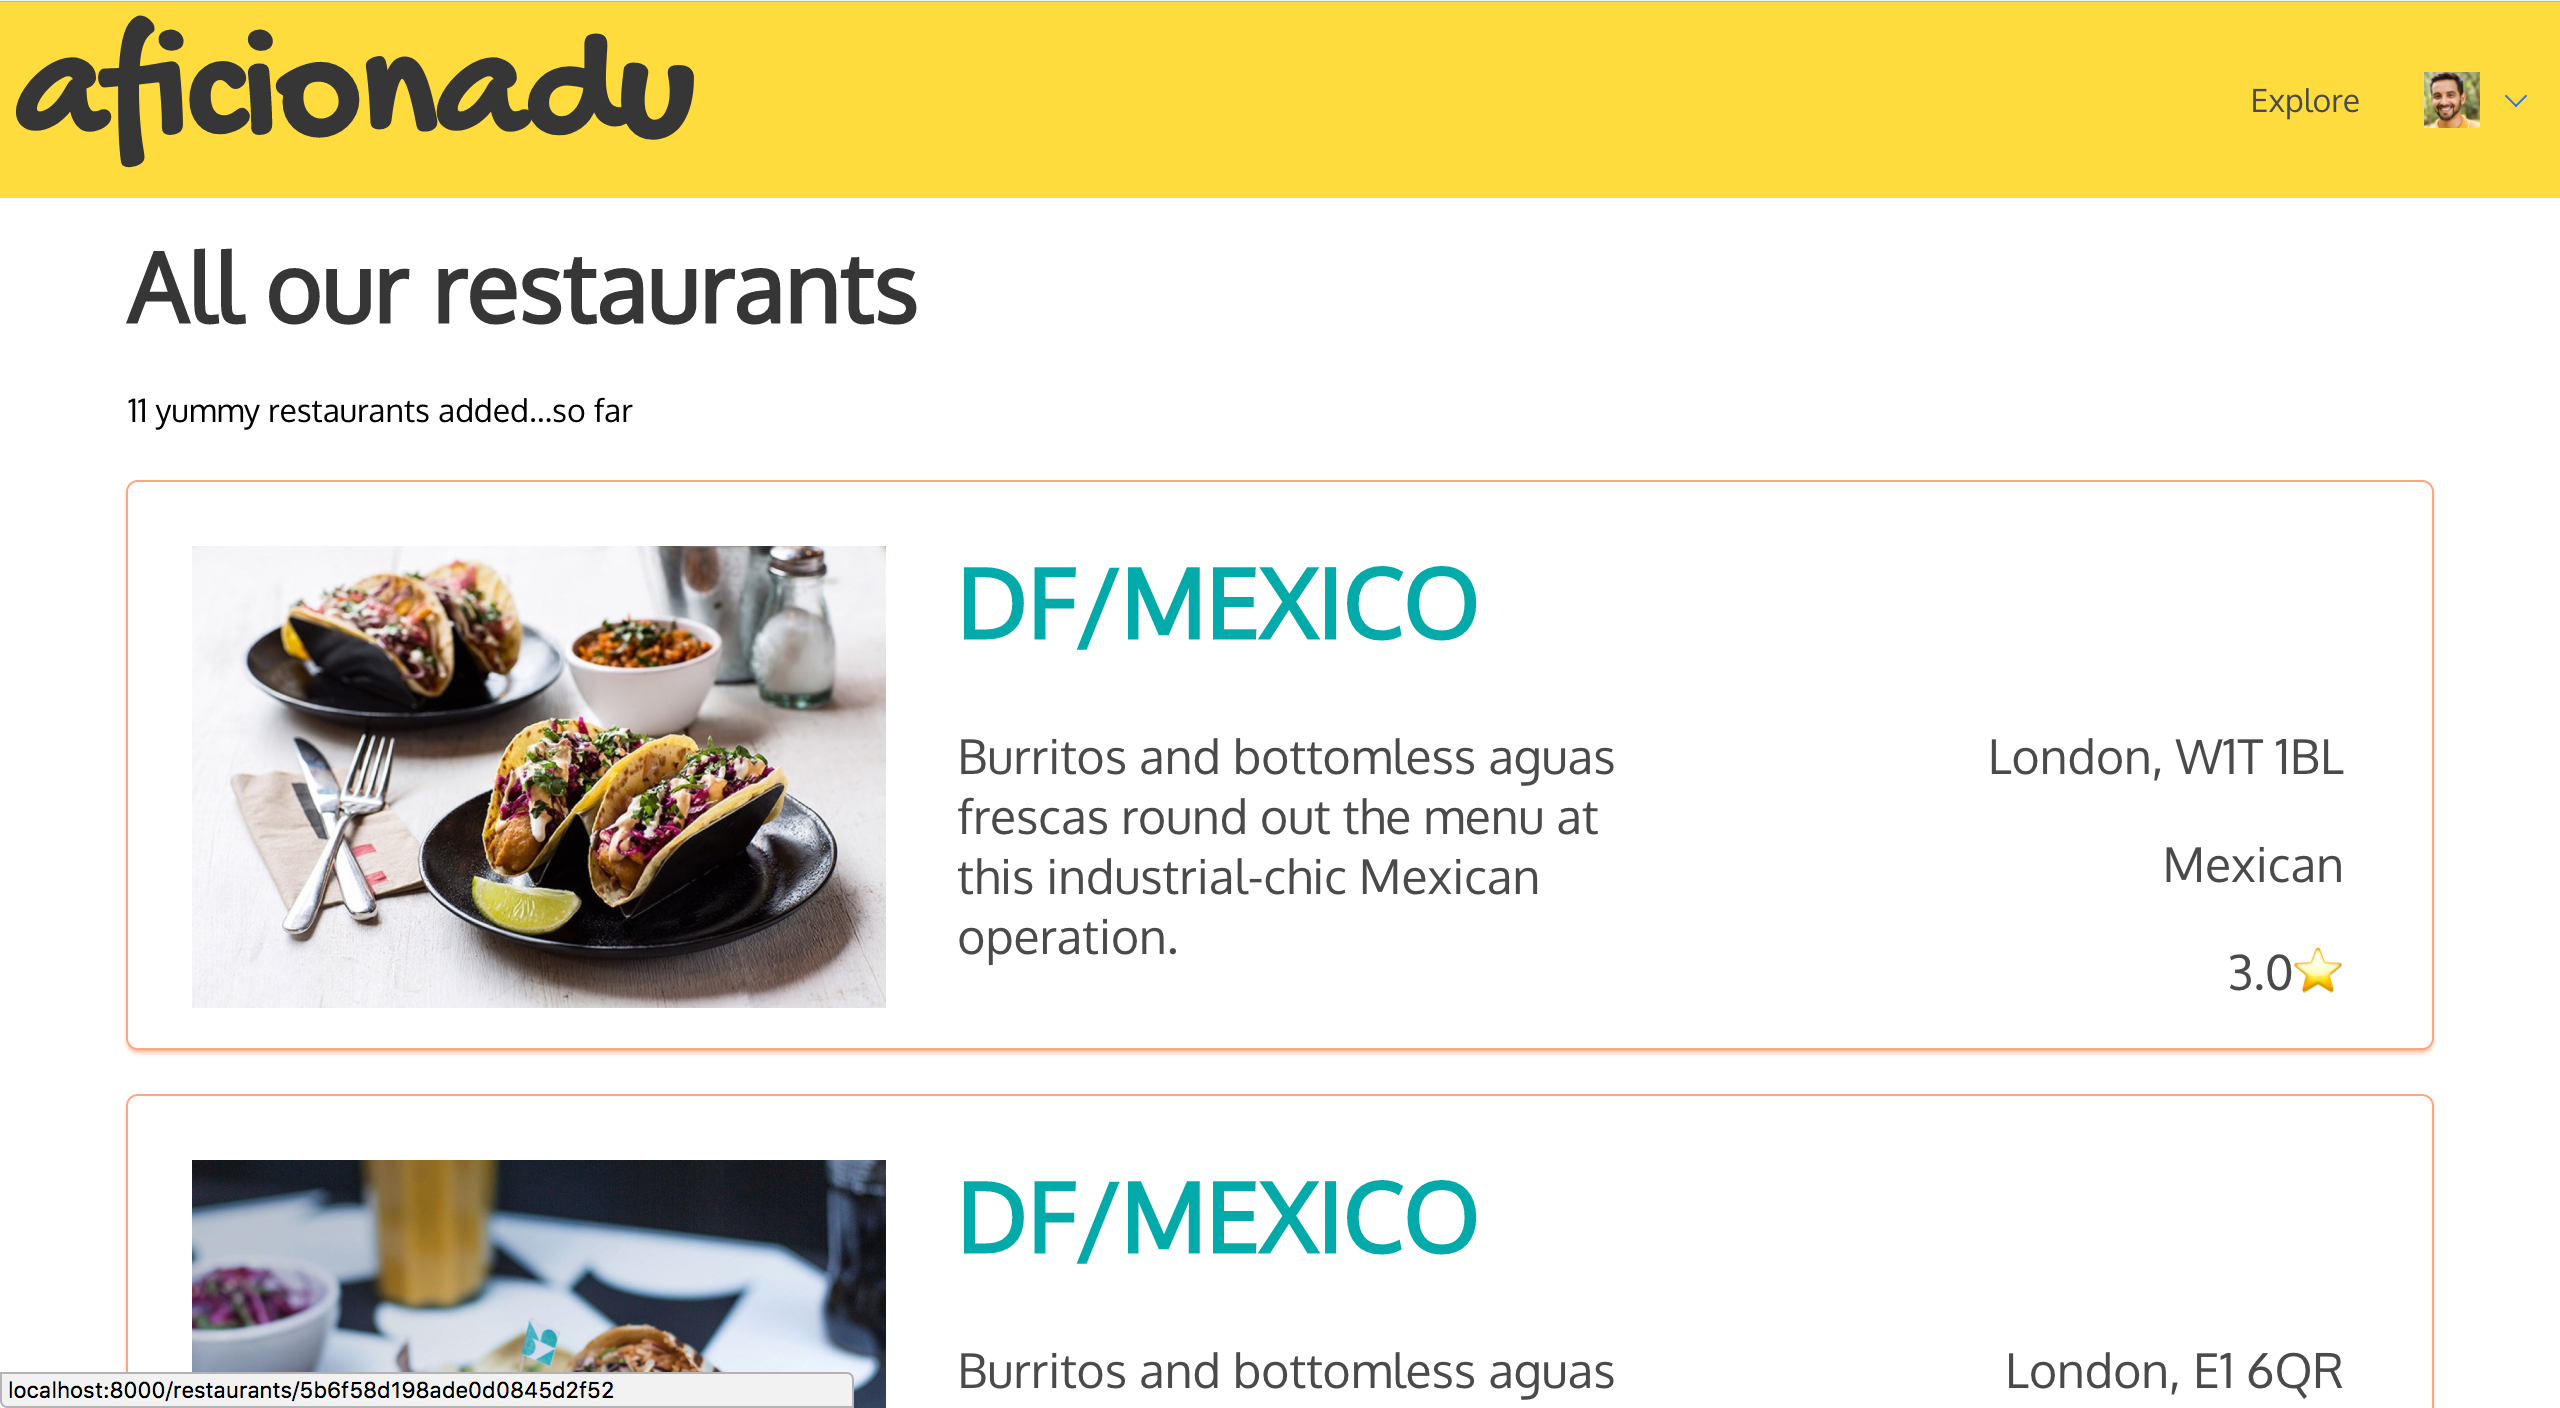 aficionadu
Explore
All our restaurants
11 yummy restaurants added...so far
DF/MEXICO
Burritos and bottomless aguas
frescas round out the menu at
this industrial-chic Mexican
operation.
London, W1T 1BL
Mexican
3.0⭐
DF/MEXICO
Burritos and bottomless aguas
London, E1 6QR
localhost:8000/restaurants/5b6f58d198ade0d0845d2f52